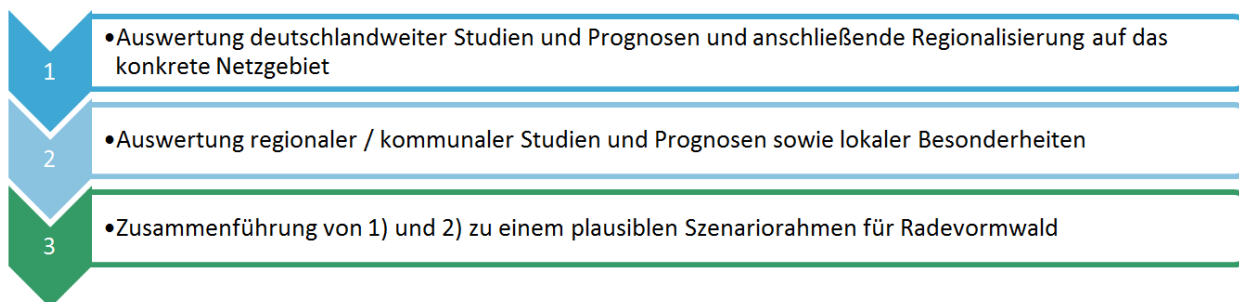 1
•Auswertung deutschlandweiter Studien und Prognosen und anschließende Regionalisierung auf das
konkrete Netzgebiet
2
•Auswertung regionaler / kommunaler Studien und Prognosen sowie lokaler Besonderheiten
3
•Zusammenführung von 1) und 2) zu einem plausiblen Szenariorahmen für Radevormwald